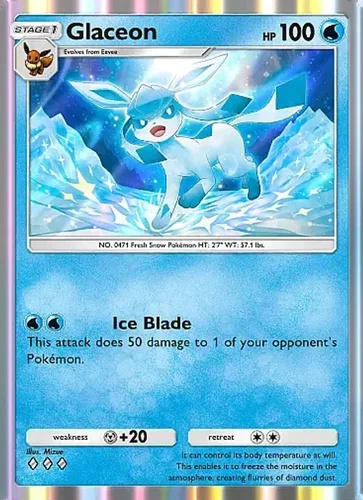 STAGE 1 Glaceon HP 100
Evolves from Eevee
NO. 0471 Fresh Snow Pokémon HT: 2'7" WT: 57.1 lbs.
Ice Blade
This attack does 50 damage to 1 of your opponent's
Pokémon.
weakness +20 retreat
Illus. Mizue
It can control its body temperature at will.
This enables it to freeze the moisture in the
atmosphere, creating flurries of diamond dust.